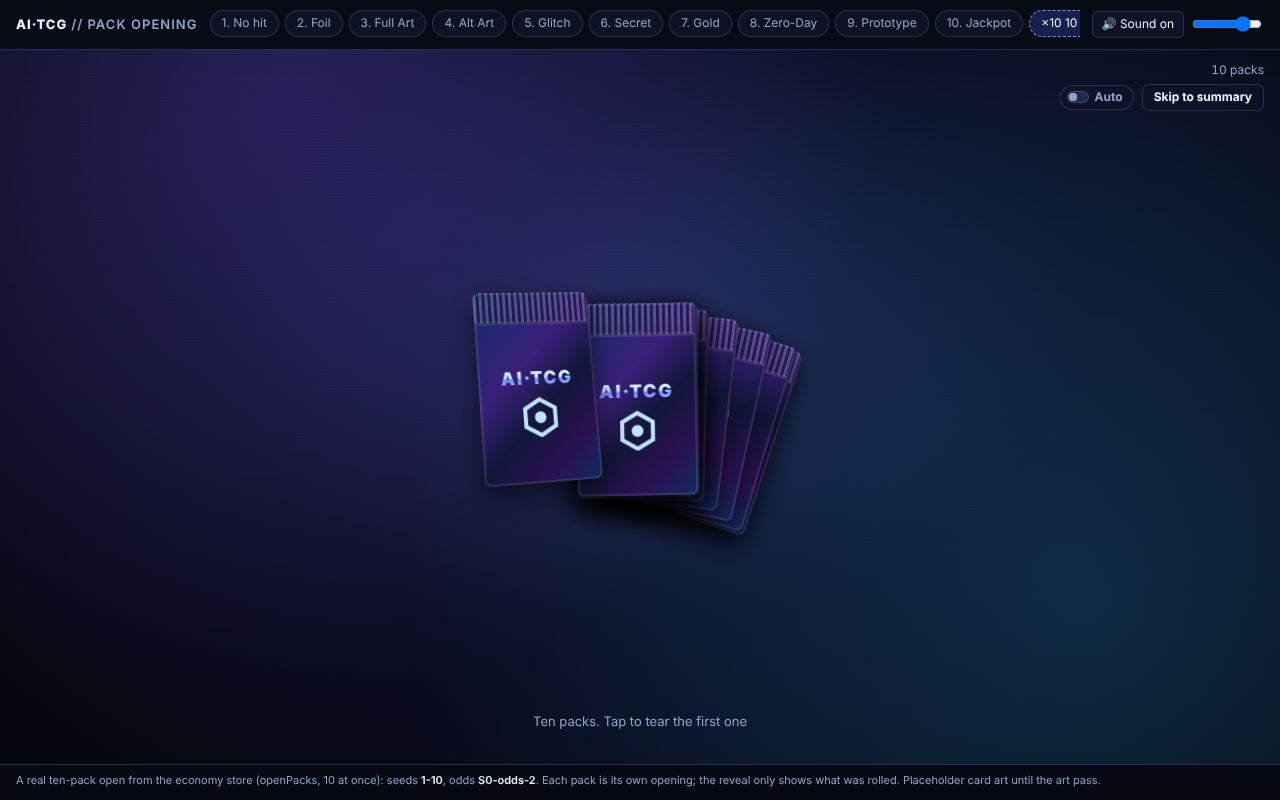 AI·TCG // PACK OPENING 1. No hit 2. Foil 3. Full Art 4. Alt Art 5. Glitch 6. Secret 7. Gold 8. Zero-Day 9. Prototype 10. Jackpot ×10 10 🔊 Sound on
10 packs
Auto Skip to summary
AI·TCG
AI·TCG
Ten packs. Tap to tear the first one
A real ten-pack open from the economy store (openPacks, 10 at once): seeds 1-10, odds S0-odds-2. Each pack is its own opening; the reveal only shows what was rolled. Placeholder card art until the art pass.